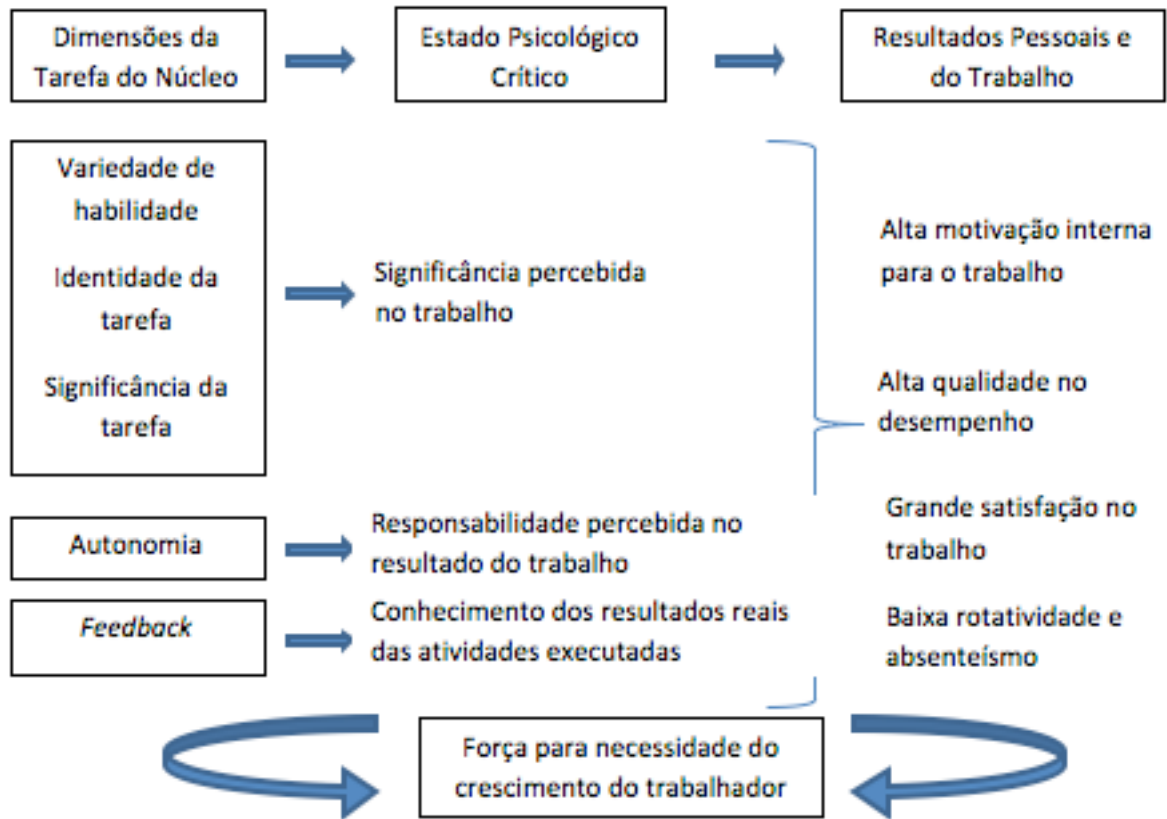 Dimensões da
Tarefa do Núcleo
Estado Psicológico
Crítico
Resultados Pessoais e
do Trabalho
Variedade de
habilidade
Identidade da
tarefa
Significância da
tarefa
Significância percebida
no trabalho
Alta motivação interna
para o trabalho
Alta qualidade no
desempenho
Grande satisfação no
trabalho
Baixa rotatividade e
absenteísmo
Autonomia
Responsabilidade percebida no
resultado do trabalho
Feedback
Conhecimento dos resultados reais
das atividades executadas
Força para necessidade do
crescimento do trabalhador